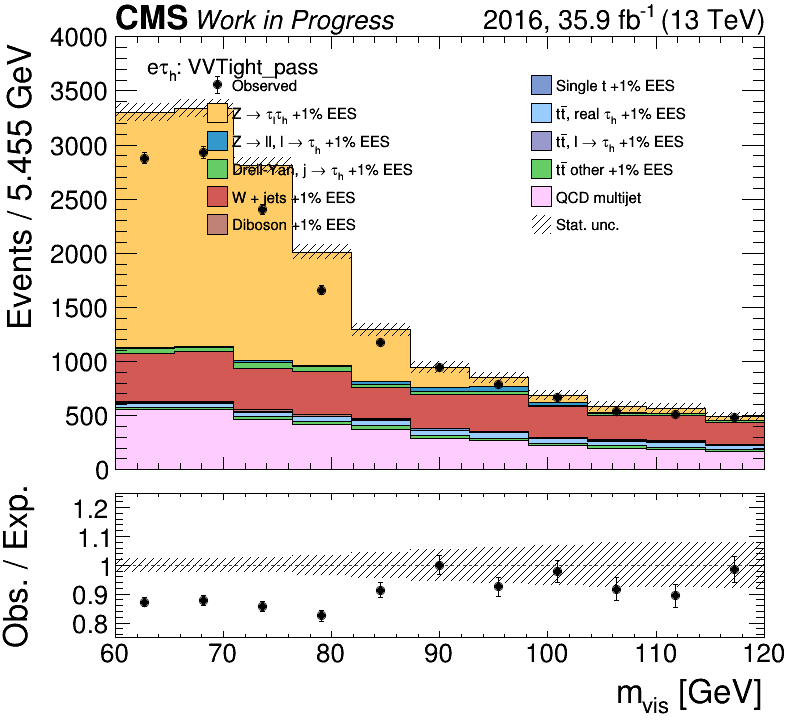 CMS Work in Progress 2016, 35.9 fb⁻¹ (13 TeV)
Events / 5.455 GeV
4000
3500
3000
2500
2000
1500
1000
500
0
eτₕ: VVTight_pass
Observed
Z → τₗτₕ +1% EES
Z → ll, l → τₕ +1% EES
Drell-Yan, j → τₕ +1% EES
W + jets +1% EES
Diboson +1% EES
Single t +1% EES
tt̄, real τₕ +1% EES
tt̄, l → τₕ +1% EES
tt̄ other +1% EES
QCD multijet
Stat. unc.
Obs. / Exp.
1.2
1.1
1
0.9
0.8
60 70 80 90 100 110 120
m_vis [GeV]